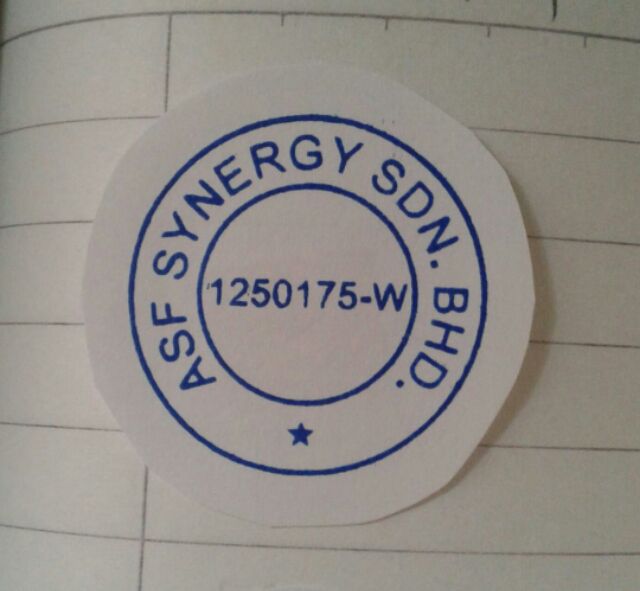 ASF SYNERGY SDN. BHD.
1250175-W